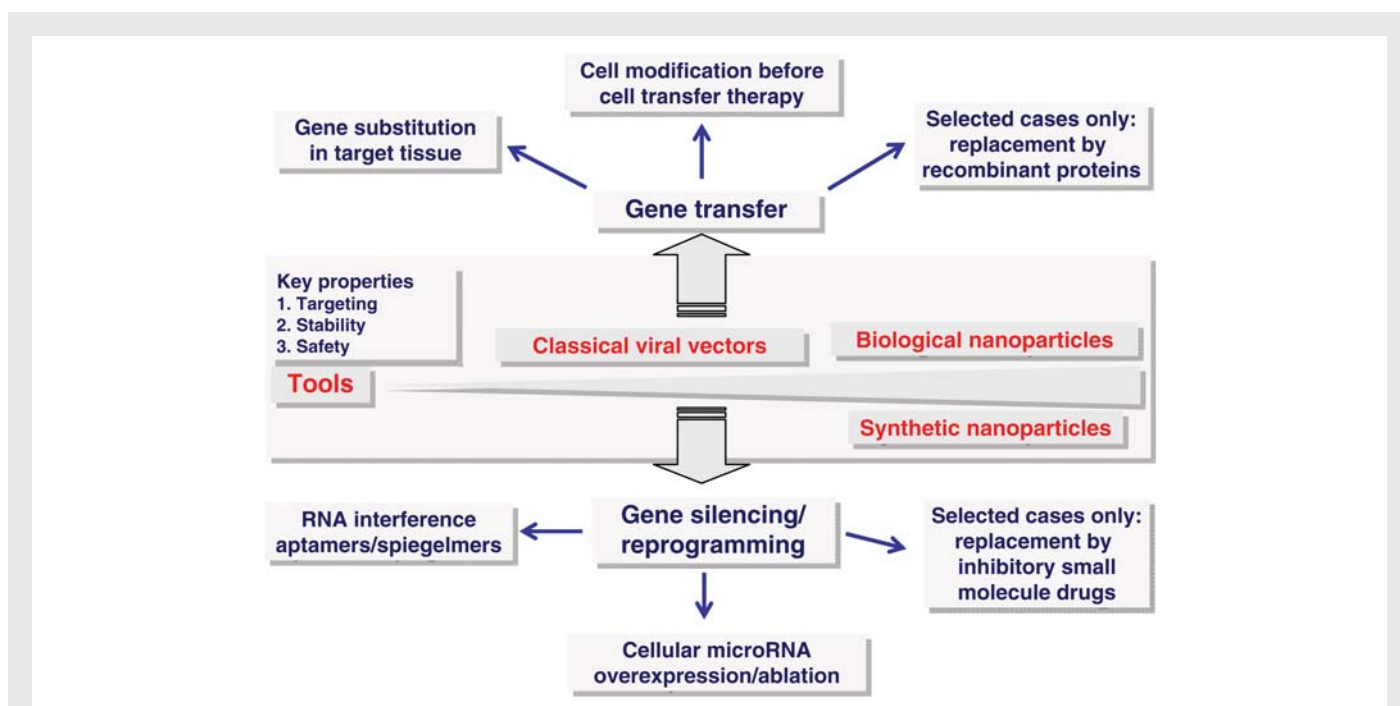 Cell modification before
cell transfer therapy
Gene substitution
in target tissue
Selected cases only:
replacement by
recombinant proteins
Gene transfer
Key properties
1. Targeting
2. Stability
3. Safety
Classical viral vectors
Biological nanoparticles
Tools
Synthetic nanoparticles
RNA interference
aptamers/spiegelmers
Gene silencing/
reprogramming
Selected cases only:
replacement by
inhibitory small
molecule drugs
Cellular microRNA
overexpression/ablation